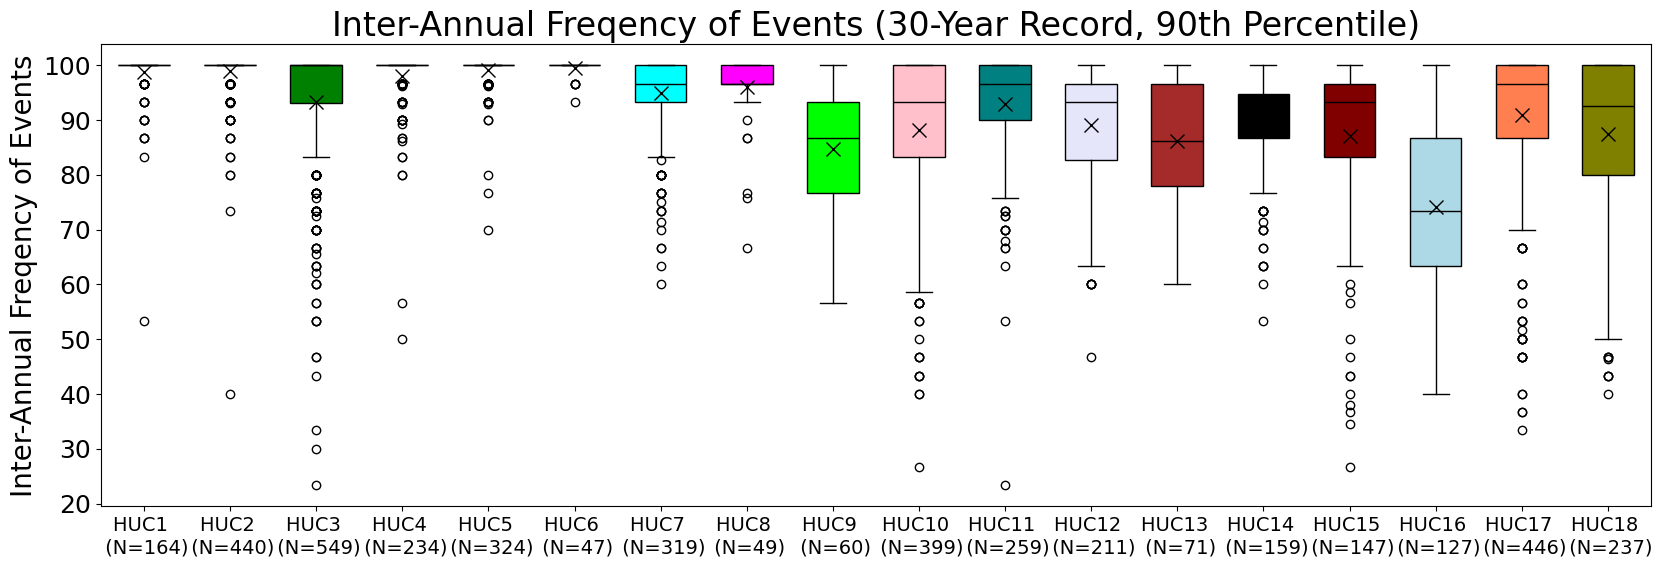 Inter-Annual Freqency of Events (30-Year Record, 90th Percentile)
Inter-Annual Freqency of Events
100
90
80
70
60
50
40
30
20
HUC1 HUC2 HUC3 HUC4 HUC5 HUC6 HUC7 HUC8 HUC9 HUC10 HUC11 HUC12 HUC13 HUC14 HUC15 HUC16 HUC17 HUC18
(N=164) (N=440) (N=549) (N=234) (N=324) (N=47) (N=319) (N=49) (N=60) (N=399) (N=259) (N=211) (N=71) (N=159) (N=147) (N=127) (N=446) (N=237)